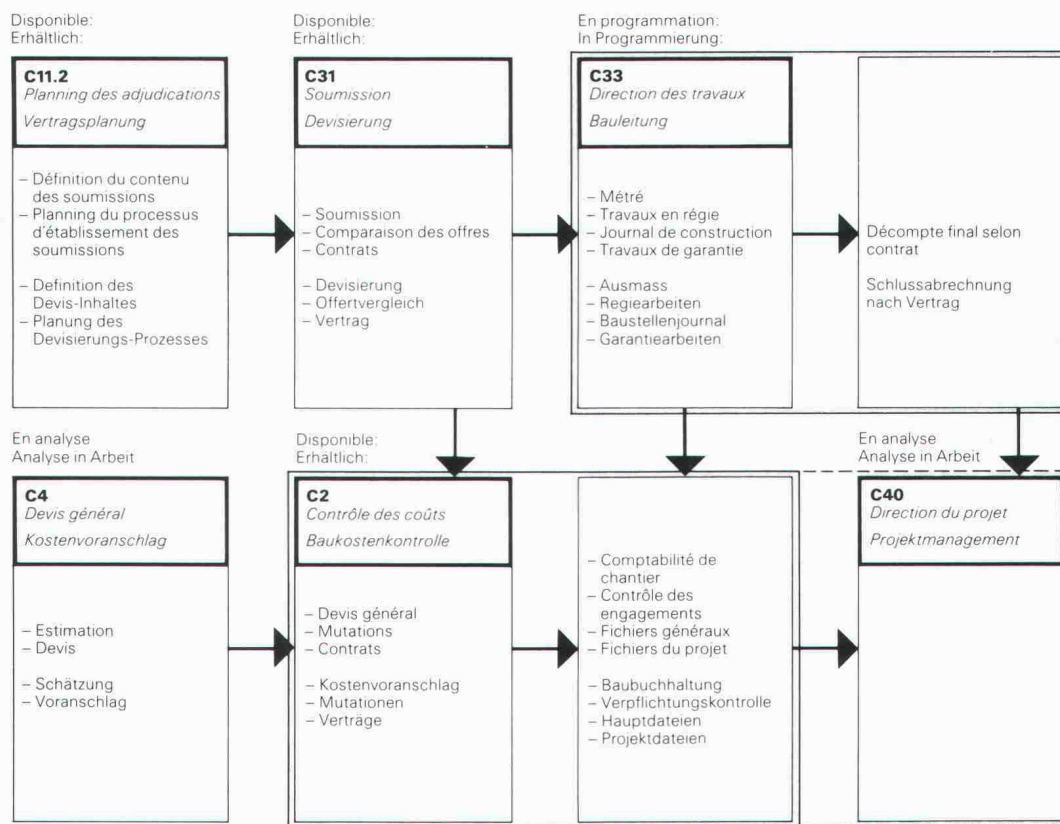 Disponible:
Erhältlich:
C11.2
Planning des adjudications
Vertragsplanung
– Définition du contenu
des soumissions
– Planning du processus
d'établissement des
soumissions
– Definition des
Devis-Inhaltes
– Planung des
Devisierungs-Prozesses
Disponible:
Erhältlich:
C31
Soumission
Devisierung
– Soumission
– Comparaison des offres
– Contrats
– Devisierung
– Offertvergleich
– Vertrag
En programmation:
In Programmierung:
C33
Direction des travaux
Bauleitung
– Métré
– Travaux en régie
– Journal de construction
– Travaux de garantie
– Ausmass
– Regiearbeiten
– Baustellenjournal
– Garantiearbeiten
Décompte final selon
contrat
Schlussabrechnung
nach Vertrag
En analyse
Analyse in Arbeit
C4
Devis général
Kostenvoranschlag
– Estimation
– Devis
– Schätzung
– Voranschlag
Disponible:
Erhältlich:
C2
Contrôle des coûts
Baukostenkontrolle
– Devis général
– Mutations
– Contrats
– Kostenvoranschlag
– Mutationen
– Verträge
– Comptabilité de
chantier
– Contrôle des
engagements
– Fichiers généraux
– Fichiers du projet
– Baubuchhaltung
– Verpflichtungskontrolle
– Hauptdateien
– Projektdateien
En analyse
Analyse in Arbeit
C40
Direction du projet
Projektmanagement